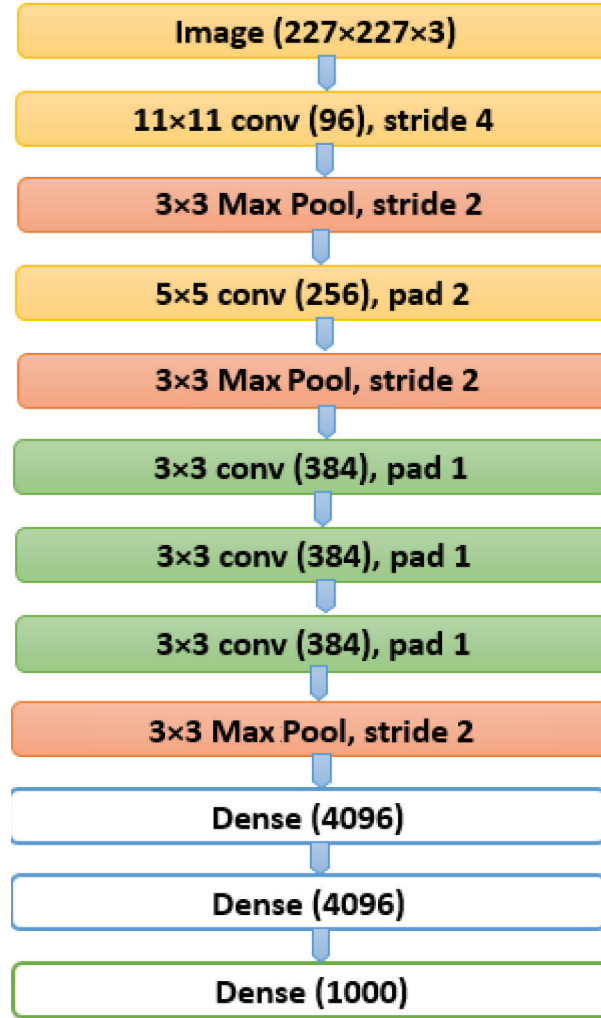 Image (227×227×3)
11×11 conv (96), stride 4
3×3 Max Pool, stride 2
5×5 conv (256), pad 2
3×3 Max Pool, stride 2
3×3 conv (384), pad 1
3×3 conv (384), pad 1
3×3 conv (384), pad 1
3×3 Max Pool, stride 2
Dense (4096)
Dense (4096)
Dense (1000)